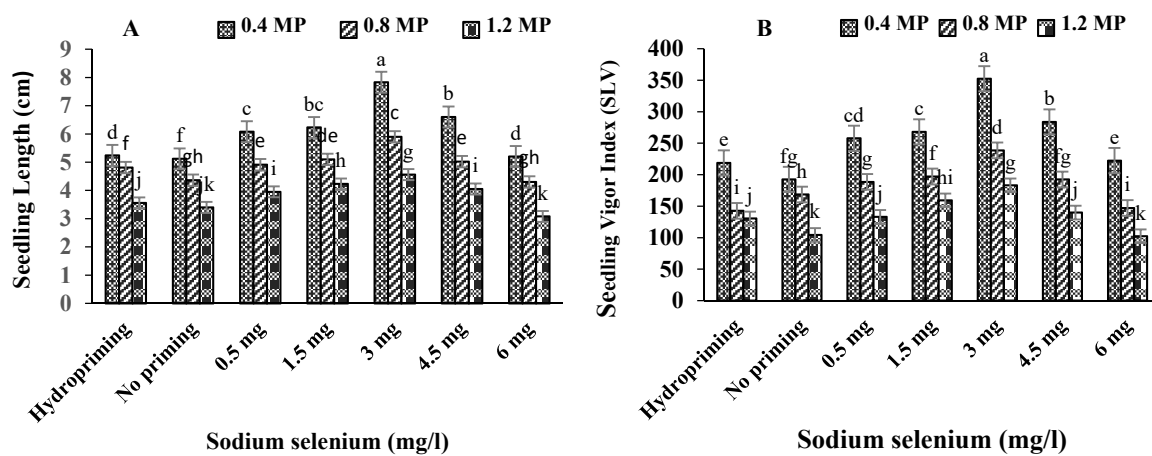 A
0.4 MP 0.8 MP 1.2 MP
Seedling Length (cm)
9
8
7
6
5
4
3
2
1
0
d f j
f gh jk
c e i
bc de h
a c g
b e i
d gh k
Hydropriming
No priming
0.5 mg
1.5 mg
3 mg
4.5 mg
6 mg
Sodium selenium (mg/l)
B
0.4 MP 0.8 MP 1.2 MP
Seedling Vigor Index (SLV)
400
350
300
250
200
150
100
50
0
e i j
fg h k
cd g j
c f hi
a d g
b fg j
e i k
Hydropriming
No priming
0.5 mg
1.5 mg
3 mg
4.5 mg
6 mg
Sodium selenium (mg/l)